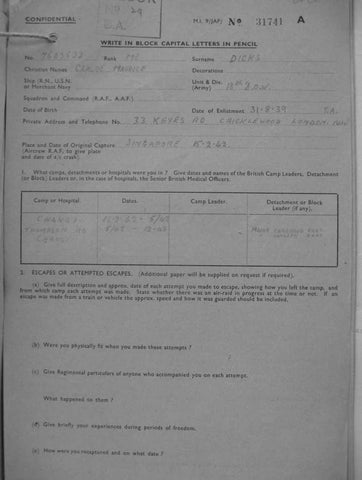 CONFIDENTIAL
M.I. 9/JAP) No 31741 A
WRITE IN BLOCK CAPITAL LETTERS IN PENCIL
No. Rank Surname DICKS
Christian Names MAURICE Decorations
Ship (R.N., U.S.N. or Merchant Navy) Unit & Div. (Army)
Squadron and Command (R.A.F., A.A.F.)
Date of Birth Date of Enlistment 31-8-39 T.A.
Private Address and Telephone No. 33 KEYES RD CRICKLEWOOD LONDON NW2
Place and Date of Original Capture SINGAPORE 15-2-42
(Aircrew R.A.F. to give place
and date of a/c crash)
1. What camps, detachments or hospitals were you in? Give dates and names of the British Camp Leaders, Detachment
(or Block) Leaders or, in the case of hospitals, the Senior British Medical Officers.
Camp or Hospital. Dates. Camp Leader. Detachment or Block Leader (if any).
CHANGI
THOMPSON RD
CHANGI
MAJOR
2. ESCAPES OR ATTEMPTED ESCAPES. (Additional paper will be supplied on request if required).
(a) Give full description and approx. date of each attempt you made to escape, showing how you left the camp, and
from which camp each attempt was made. State whether there was an air-raid in progress at the time or not. If an
escape was made from a train or vehicle the approx. speed and how it was guarded should be included.
(b) Were you physically fit when you made these attempts?
(c) Give Regimental particulars of anyone who accompanied you on each attempt.
What happened to them?
(d) Give briefly your experiences during periods of freedom.
(e) How were you recaptured and on what date?